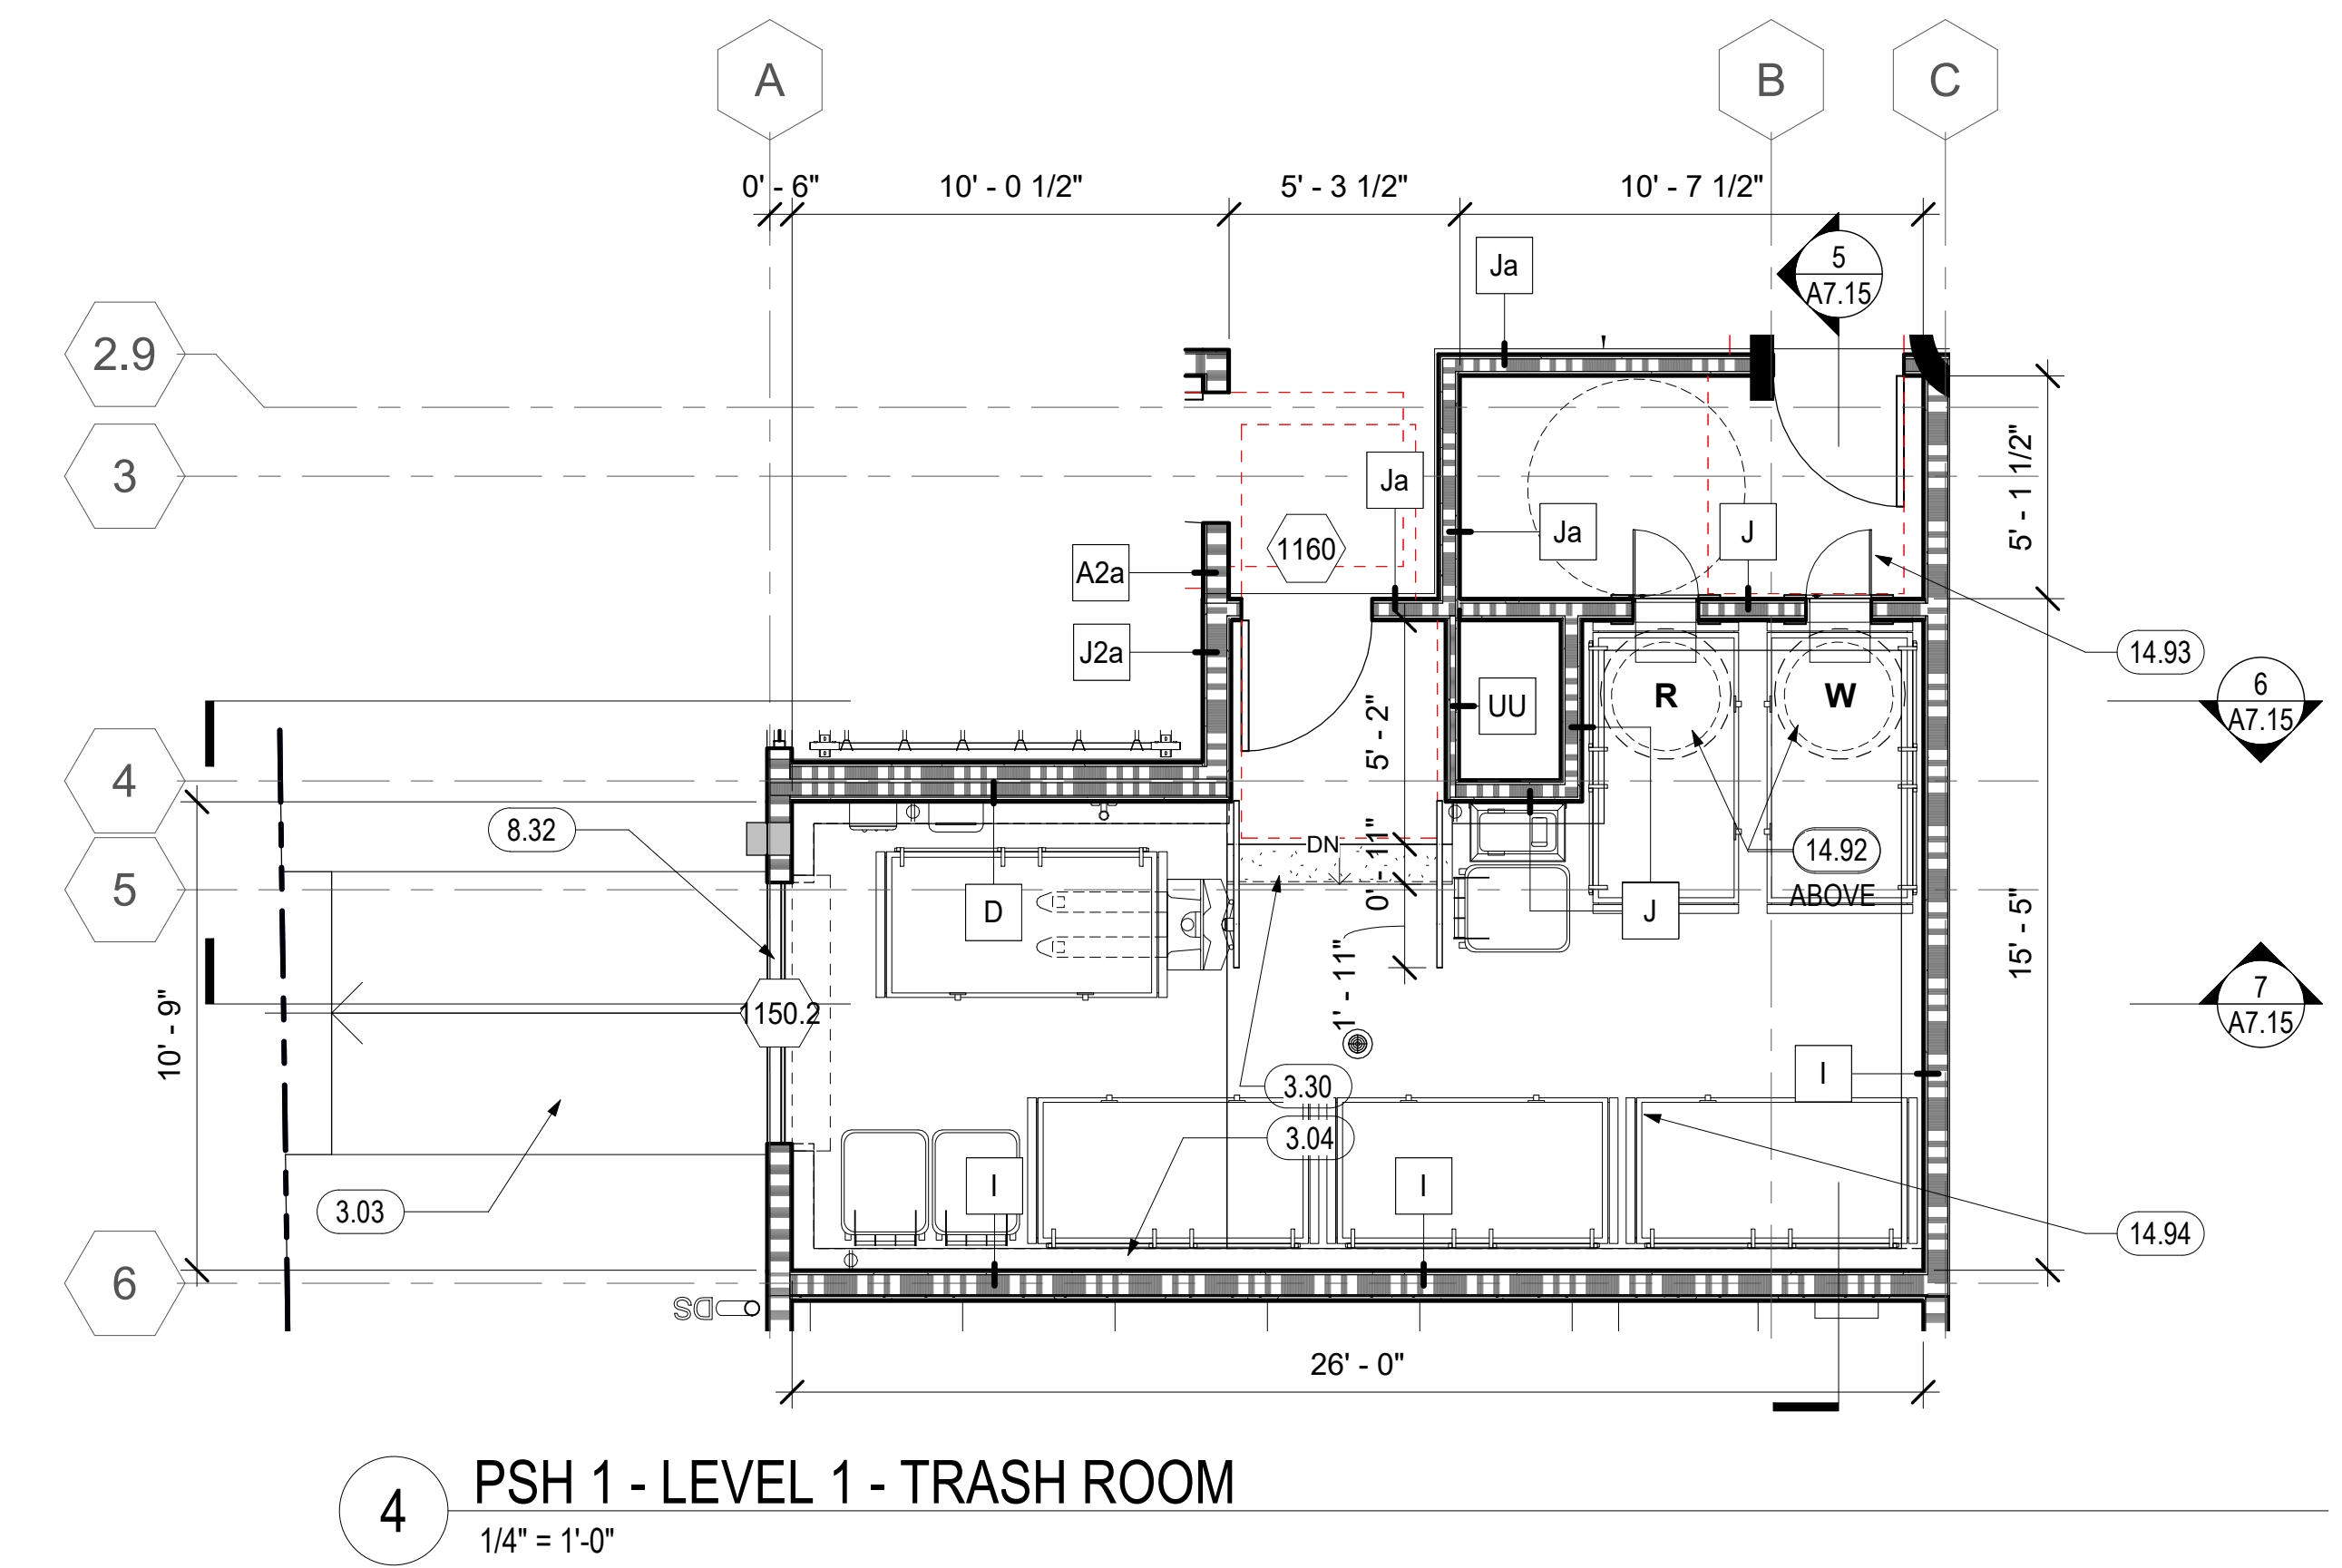 A
B
C
0' - 6"
10' - 0 1/2"
5' - 3 1/2"
10' - 7 1/2"
Ja
5
A7.15
2.9
3
Ja
5' - 1 1/2"
1160
Ja
J
A2a
J2a
14.93
UU
R
W
6
A7.15
5' - 2"
4
8.32
DN
14.92
ABOVE
0' - 11"
5
D
J
15' - 5"
1' - 11"
7
A7.15
10' - 9"
1150.2
3.30
I
3.04
3.03
I
I
14.94
6
DS
26' - 0"
4
PSH 1 - LEVEL 1 - TRASH ROOM
1/4" = 1'-0"